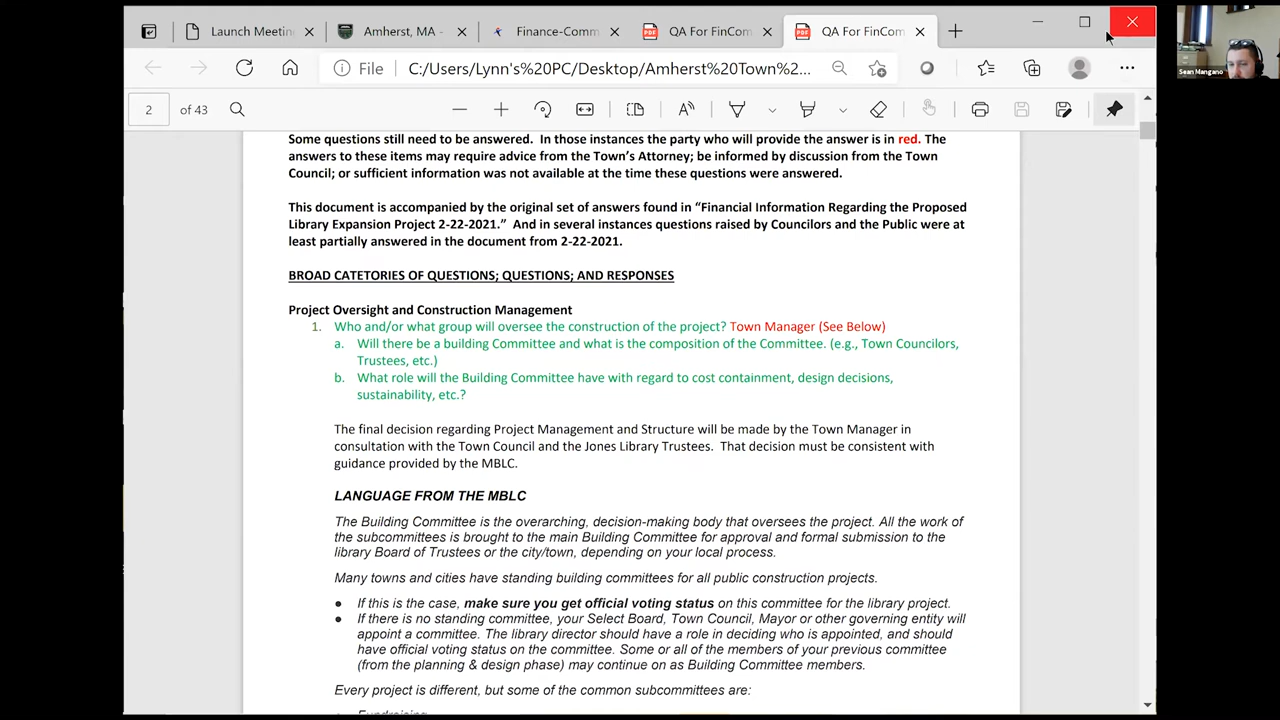 Launch Meetin
Amherst, MA -
Finance-Comm
QA For FinCom
QA For FinCom
File
C:/Users/Lynn's%20PC/Desktop/Amherst%20Town%2...
2
of 43
Sean Mangano
Some questions still need to be answered. In those instances the party who will provide the answer is in red. The
answers to these items may require advice from the Town's Attorney; be informed by discussion from the Town
Council; or sufficient information was not available at the time these questions were answered.
This document is accompanied by the original set of answers found in "Financial Information Regarding the Proposed
Library Expansion Project 2-22-2021." And in several instances questions raised by Councilors and the Public were at
least partially answered in the document from 2-22-2021.
BROAD CATETORIES OF QUESTIONS; QUESTIONS; AND RESPONSES
Project Oversight and Construction Management
1. Who and/or what group will oversee the construction of the project? Town Manager (See Below)
a. Will there be a building Committee and what is the composition of the Committee. (e.g., Town Councilors,
Trustees, etc.)
b. What role will the Building Committee have with regard to cost containment, design decisions,
sustainability, etc.?
The final decision regarding Project Management and Structure will be made by the Town Manager in
consultation with the Town Council and the Jones Library Trustees. That decision must be consistent with
guidance provided by the MBLC.
LANGUAGE FROM THE MBLC
The Building Committee is the overarching, decision-making body that oversees the project. All the work of
the subcommittees is brought to the main Building Committee for approval and formal submission to the
library Board of Trustees or the city/town, depending on your local process.
Many towns and cities have standing building committees for all public construction projects.
● If this is the case, make sure you get official voting status on this committee for the library project.
● If there is no standing committee, your Select Board, Town Council, Mayor or other governing entity will
appoint a committee. The library director should have a role in deciding who is appointed, and should
have official voting status on the committee. Some or all of the members of your previous committee
(from the planning & design phase) may continue on as Building Committee members.
Every project is different, but some of the common subcommittees are:
● Fundraising